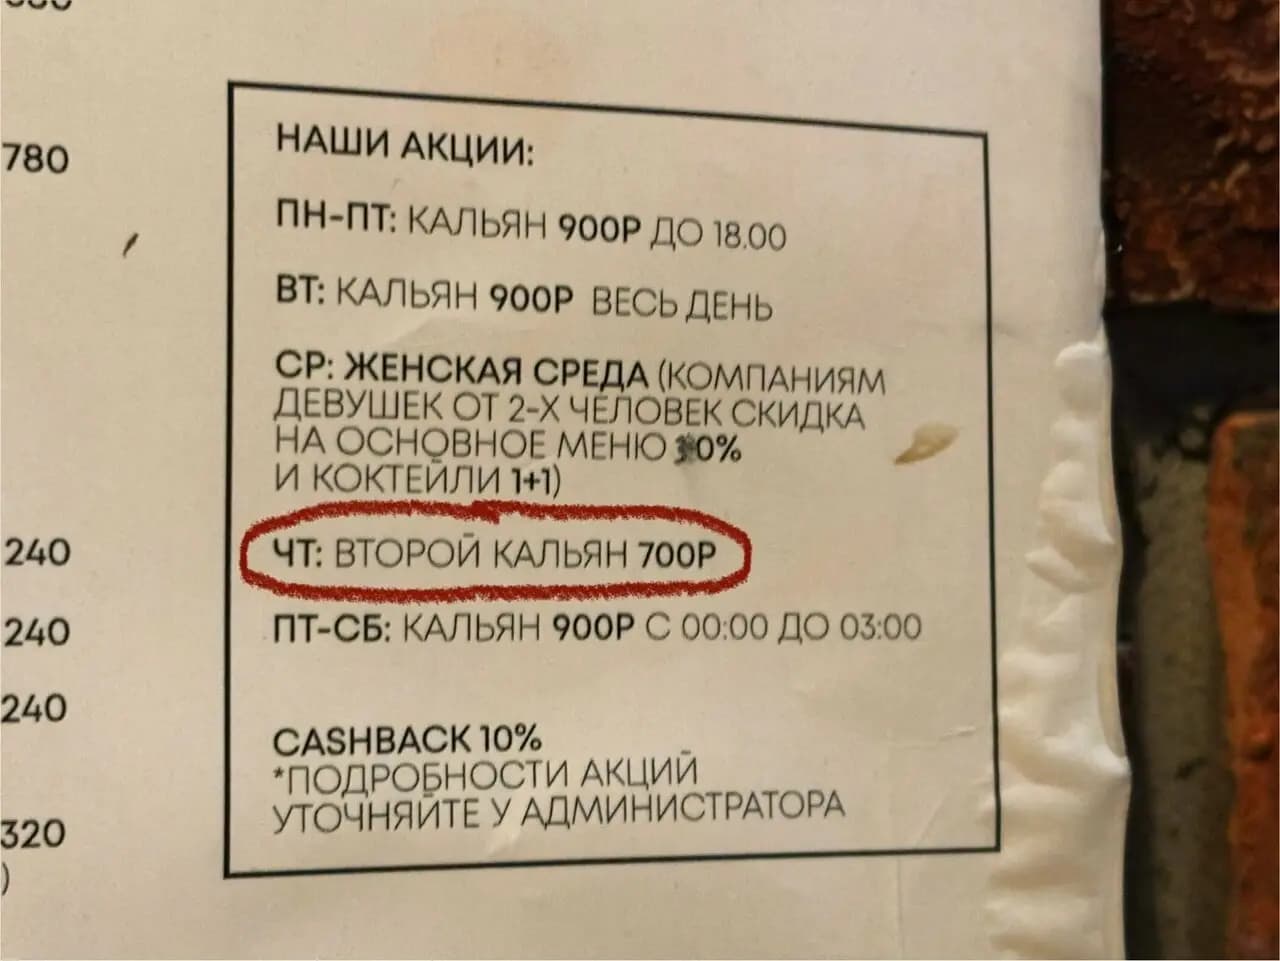 780
240
240
240
320
)
НАШИ АКЦИИ:
ПН-ПТ: КАЛЬЯН 900Р ДО 18.00
ВТ: КАЛЬЯН 900Р ВЕСЬ ДЕНЬ
СР: ЖЕНСКАЯ СРЕДА (КОМПАНИЯМ
ДЕВУШЕК ОТ 2-Х ЧЕЛОВЕК СКИДКА
НА ОСНОВНОЕ МЕНЮ
И КОКТЕЙЛИ 1+1)
ЧТ: ВТОРОЙ КАЛЬЯН 700Р
ПТ-СБ: КАЛЬЯН 900Р С 00:00 ДО 03:00
CASHBACK 10%
*ПОДРОБНОСТИ АКЦИЙ
УТОЧНЯЙТЕ У АДМИНИСТРАТОРА